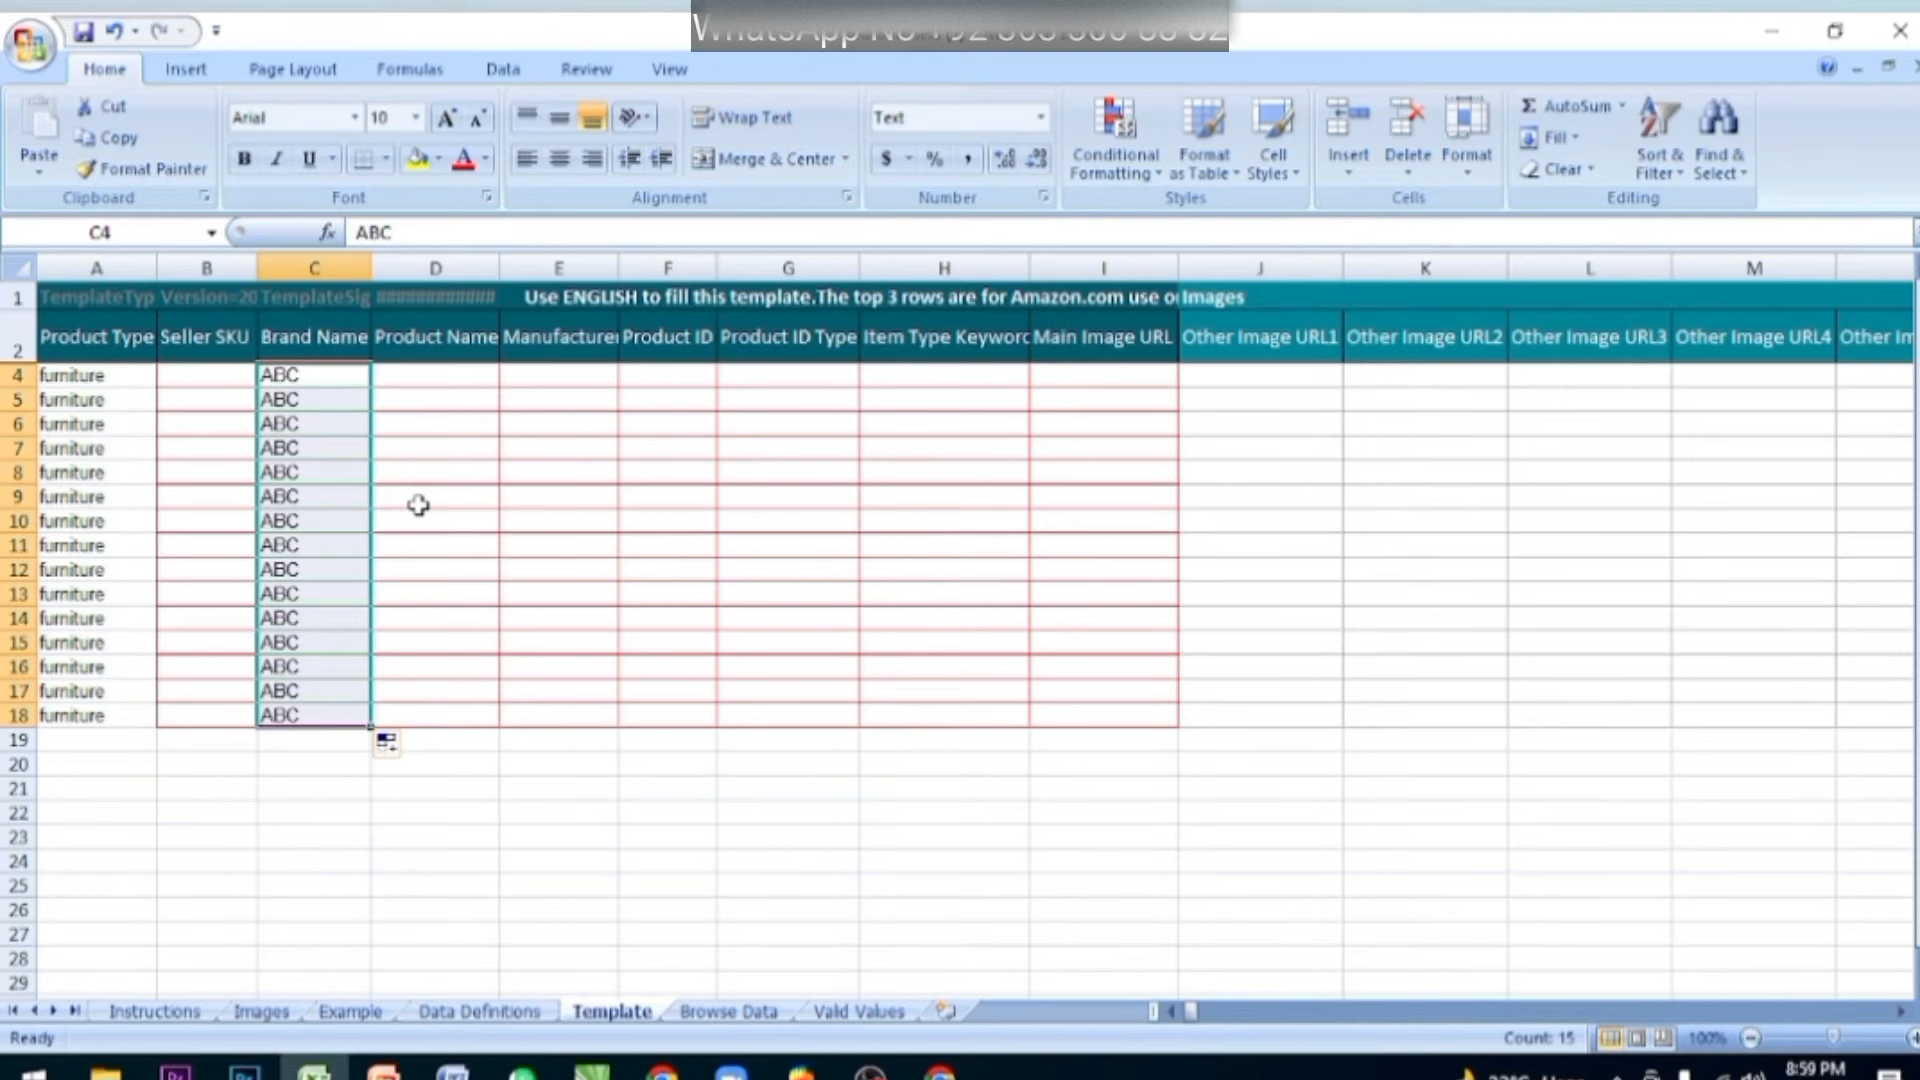 Home Insert Page Layout Formulas Data Review View
Paste Cut Copy Format Painter Clipboard
Arial 10 B I U Font
Wrap Text Merge & Center Alignment
Text $ % , Number
Conditional Formatting Format as Table Cell Styles Styles
Insert Delete Format Cells
Σ AutoSum Fill Clear Sort & Filter Find & Select Editing
C4 fx ABC
A B C D E F G H I J K L M
1 TemplateTyp Version=20 TemplateSig ############ Use ENGLISH to fill this template.The top 3 rows are for Amazon.com use o Images
2 Product Type Seller SKU Brand Name Product Name Manufacturer Product ID Product ID Type Item Type Keyword Main Image URL Other Image URL1 Other Image URL2 Other Image URL3 Other Image URL4 Other Im
4 furniture ABC
5 furniture ABC
6 furniture ABC
7 furniture ABC
8 furniture ABC
9 furniture ABC
10 furniture ABC
11 furniture ABC
12 furniture ABC
13 furniture ABC
14 furniture ABC
15 furniture ABC
16 furniture ABC
17 furniture ABC
18 furniture ABC
19
20
21
22
23
24
25
26
27
28
29
Instructions Images Example Data Definitions Template Browse Data Valid Values
Ready Count: 15 100%
8:59 PM